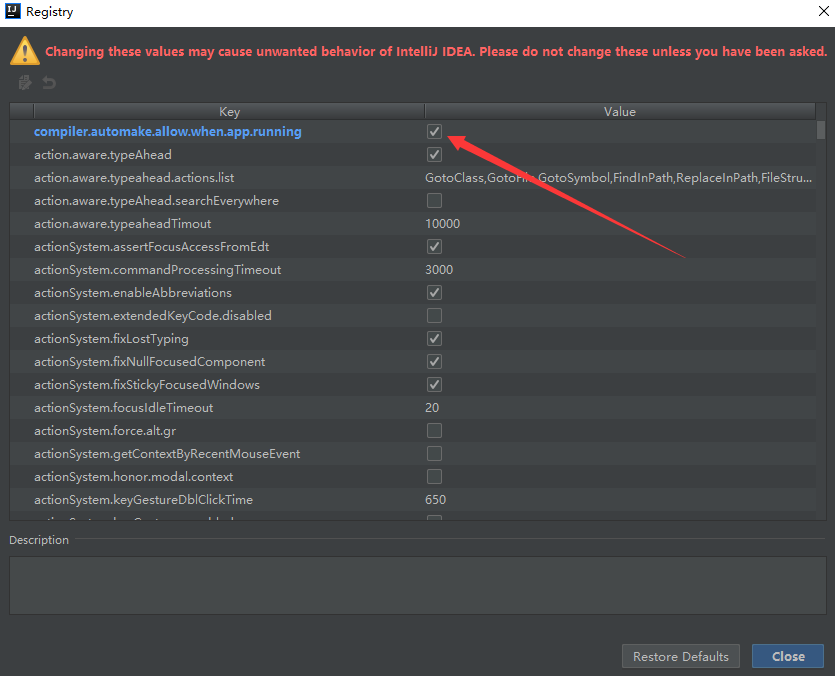 IJ Registry
Changing these values may cause unwanted behavior of IntelliJ IDEA. Please do not change these unless you have been asked.
Key Value
compiler.automake.allow.when.app.running
action.aware.typeAhead
action.aware.typeahead.actions.list GotoClass,GotoFile,GotoSymbol,FindInPath,ReplaceInPath,FileStru...
action.aware.typeAhead.searchEverywhere
action.aware.typeaheadTimout 10000
actionSystem.assertFocusAccessFromEdt
actionSystem.commandProcessingTimeout 3000
actionSystem.enableAbbreviations
actionSystem.extendedKeyCode.disabled
actionSystem.fixLostTyping
actionSystem.fixNullFocusedComponent
actionSystem.fixStickyFocusedWindows
actionSystem.focusIdleTimeout 20
actionSystem.force.alt.gr
actionSystem.getContextByRecentMouseEvent
actionSystem.honor.modal.context
actionSystem.keyGestureDblClickTime 650
Description
Restore Defaults Close